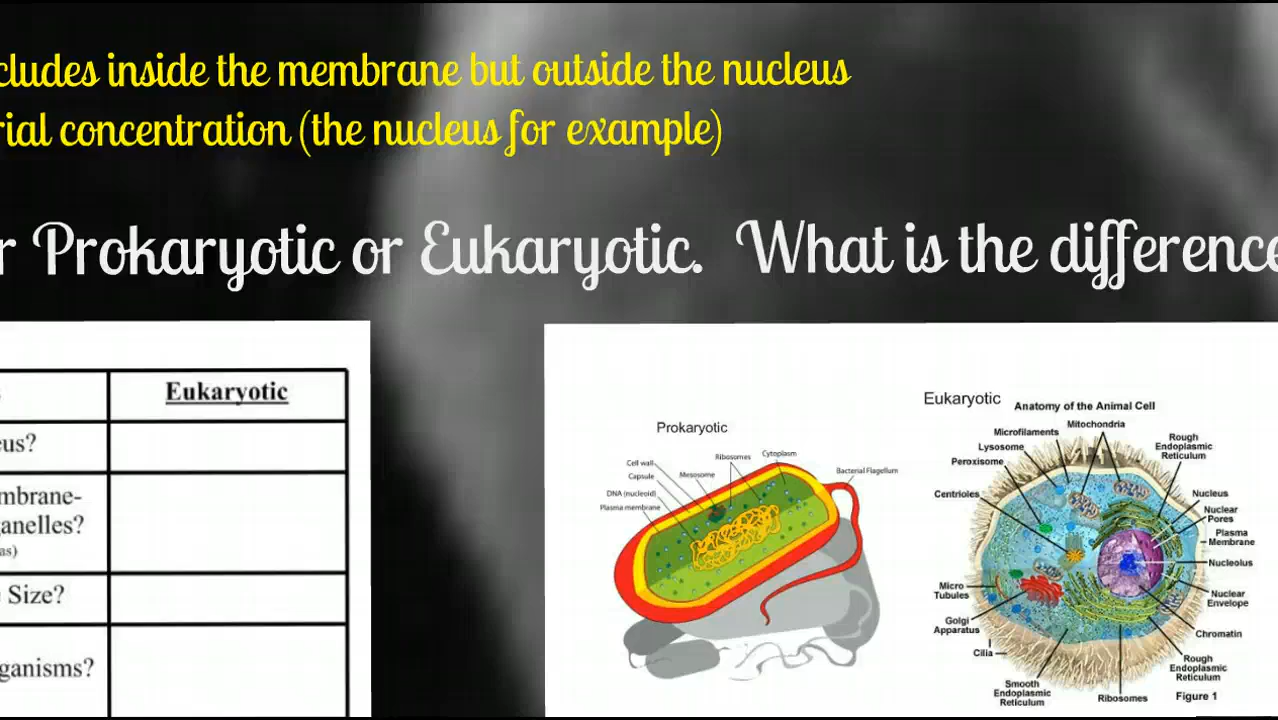 cludes inside the membrane but outside the nucleus
rial concentration (the nucleus for example)
r Prokaryotic or Eukaryotic. What is the difference
Eukaryotic
eus?
mbrane-
ganelles?
as)
Size?
ganisms?
Prokaryotic
Cell wall
Capsule
DNA (nucleoid)
Plasma membrane
Mesosome
Ribosomes
Cytoplasm
Bacterial Flagellum
Eukaryotic
Anatomy of the Animal Cell
Mitochondria
Microfilaments
Lysosome
Peroxisome
Centrioles
Micro
Tubules
Golgi
Apparatus
Cilia
Smooth
Endoplasmic
Reticulum
Ribosomes
Rough
Endoplasmic
Reticulum
Nucleus
Nuclear
Pores
Plasma
Membrane
Nucleolus
Nuclear
Envelope
Chromatin
Rough
Endoplasmic
Reticulum
Figure 1